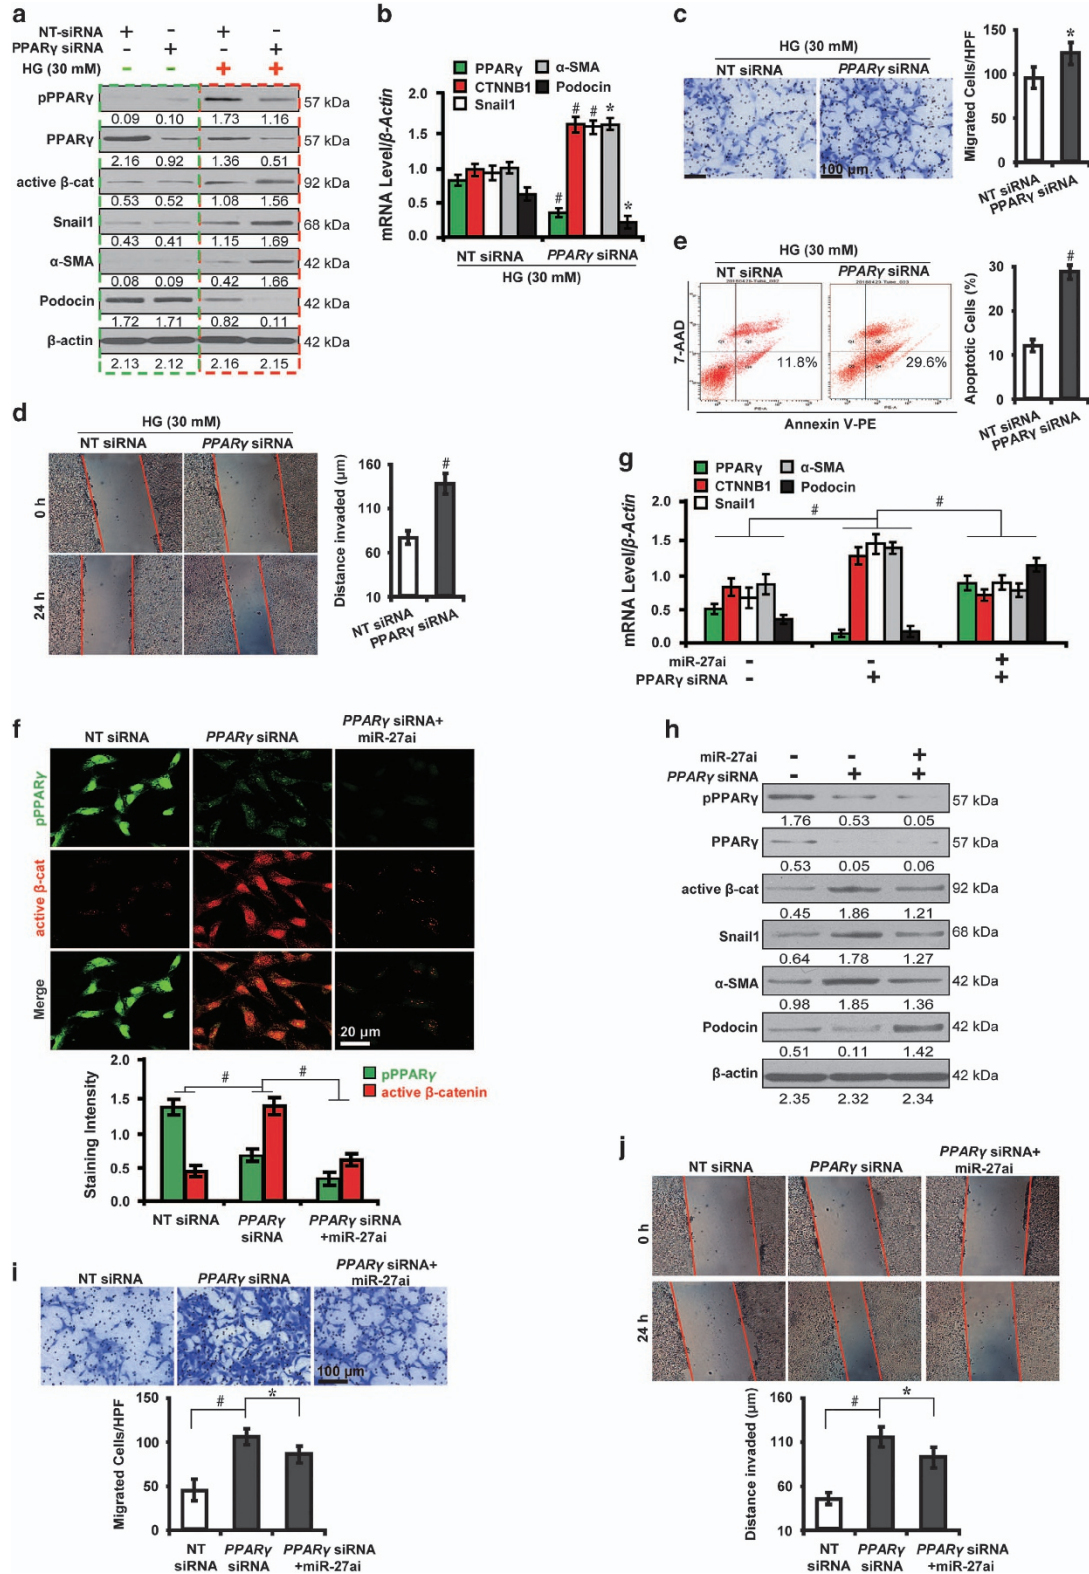 a
NT-siRNA + - + -
PPARγ siRNA - + - +
HG (30 mM) - - + +
pPPARγ 57 kDa
0.09 0.10 1.73 1.16
PPARγ 57 kDa
2.16 0.92 1.36 0.51
active β-cat 92 kDa
0.53 0.52 1.08 1.56
Snail1 68 kDa
0.43 0.41 1.15 1.69
α-SMA 42 kDa
0.08 0.09 0.42 1.66
Podocin 42 kDa
1.72 1.71 0.82 0.11
β-actin 42 kDa
2.13 2.12 2.16 2.15
b
PPARγ α-SMA
CTNNB1 Podocin
Snail1
mRNA Level/β-Actin
2.0
1.5
1.0
0.5
0.0
# # # * *
NT siRNA PPARγ siRNA
HG (30 mM)
c
HG (30 mM)
NT siRNA PPARγ siRNA
100 μm
Migrated Cells/HPF
150
100
50
0
*
NT siRNA
PPARγ siRNA
d
HG (30 mM)
NT siRNA PPARγ siRNA
0 h
24 h
Distance invaded (μm)
160
110
60
10
#
NT siRNA
PPARγ siRNA
e
HG (30 mM)
NT siRNA PPARγ siRNA
7-AAD
11.8% 29.6%
PE-A PE-A
Annexin V-PE
Apoptotic Cells (%)
30
20
10
0
#
NT siRNA
PPARγ siRNA
g
PPARγ α-SMA
CTNNB1 Podocin
Snail1
mRNA Level/β-Actin
2.0
1.5
1.0
0.5
0.0
# #
miR-27ai - - +
PPARγ siRNA - + +
f
NT siRNA PPARγ siRNA PPARγ siRNA+
miR-27ai
pPPARγ
active β-cat
Merge
20 μm
Staining Intensity
2.0
1.5
1.0
0.5
0.0
# #
pPPARγ
active β-catenin
NT siRNA PPARγ PPARγ siRNA
siRNA +miR-27ai
h
miR-27ai - - +
PPARγ siRNA - + +
pPPARγ 57 kDa
1.76 0.53 0.05
PPARγ 57 kDa
0.53 0.05 0.06
active β-cat 92 kDa
0.45 1.86 1.21
Snail1 68 kDa
0.64 1.78 1.27
α-SMA 42 kDa
0.98 1.85 1.36
Podocin 42 kDa
0.51 0.11 1.42
β-actin 42 kDa
2.35 2.32 2.34
i
NT siRNA PPARγ siRNA PPARγ siRNA+
miR-27ai
100 μm
Migrated Cells/HPF
150
100
50
0
# *
NT PPARγ PPARγ siRNA
siRNA siRNA +miR-27ai
j
NT siRNA PPARγ siRNA PPARγ siRNA+
miR-27ai
0 h
24 h
Distance invaded (μm)
160
110
60
10
# *
NT PPARγ PPARγ siRNA
siRNA siRNA +miR-27ai